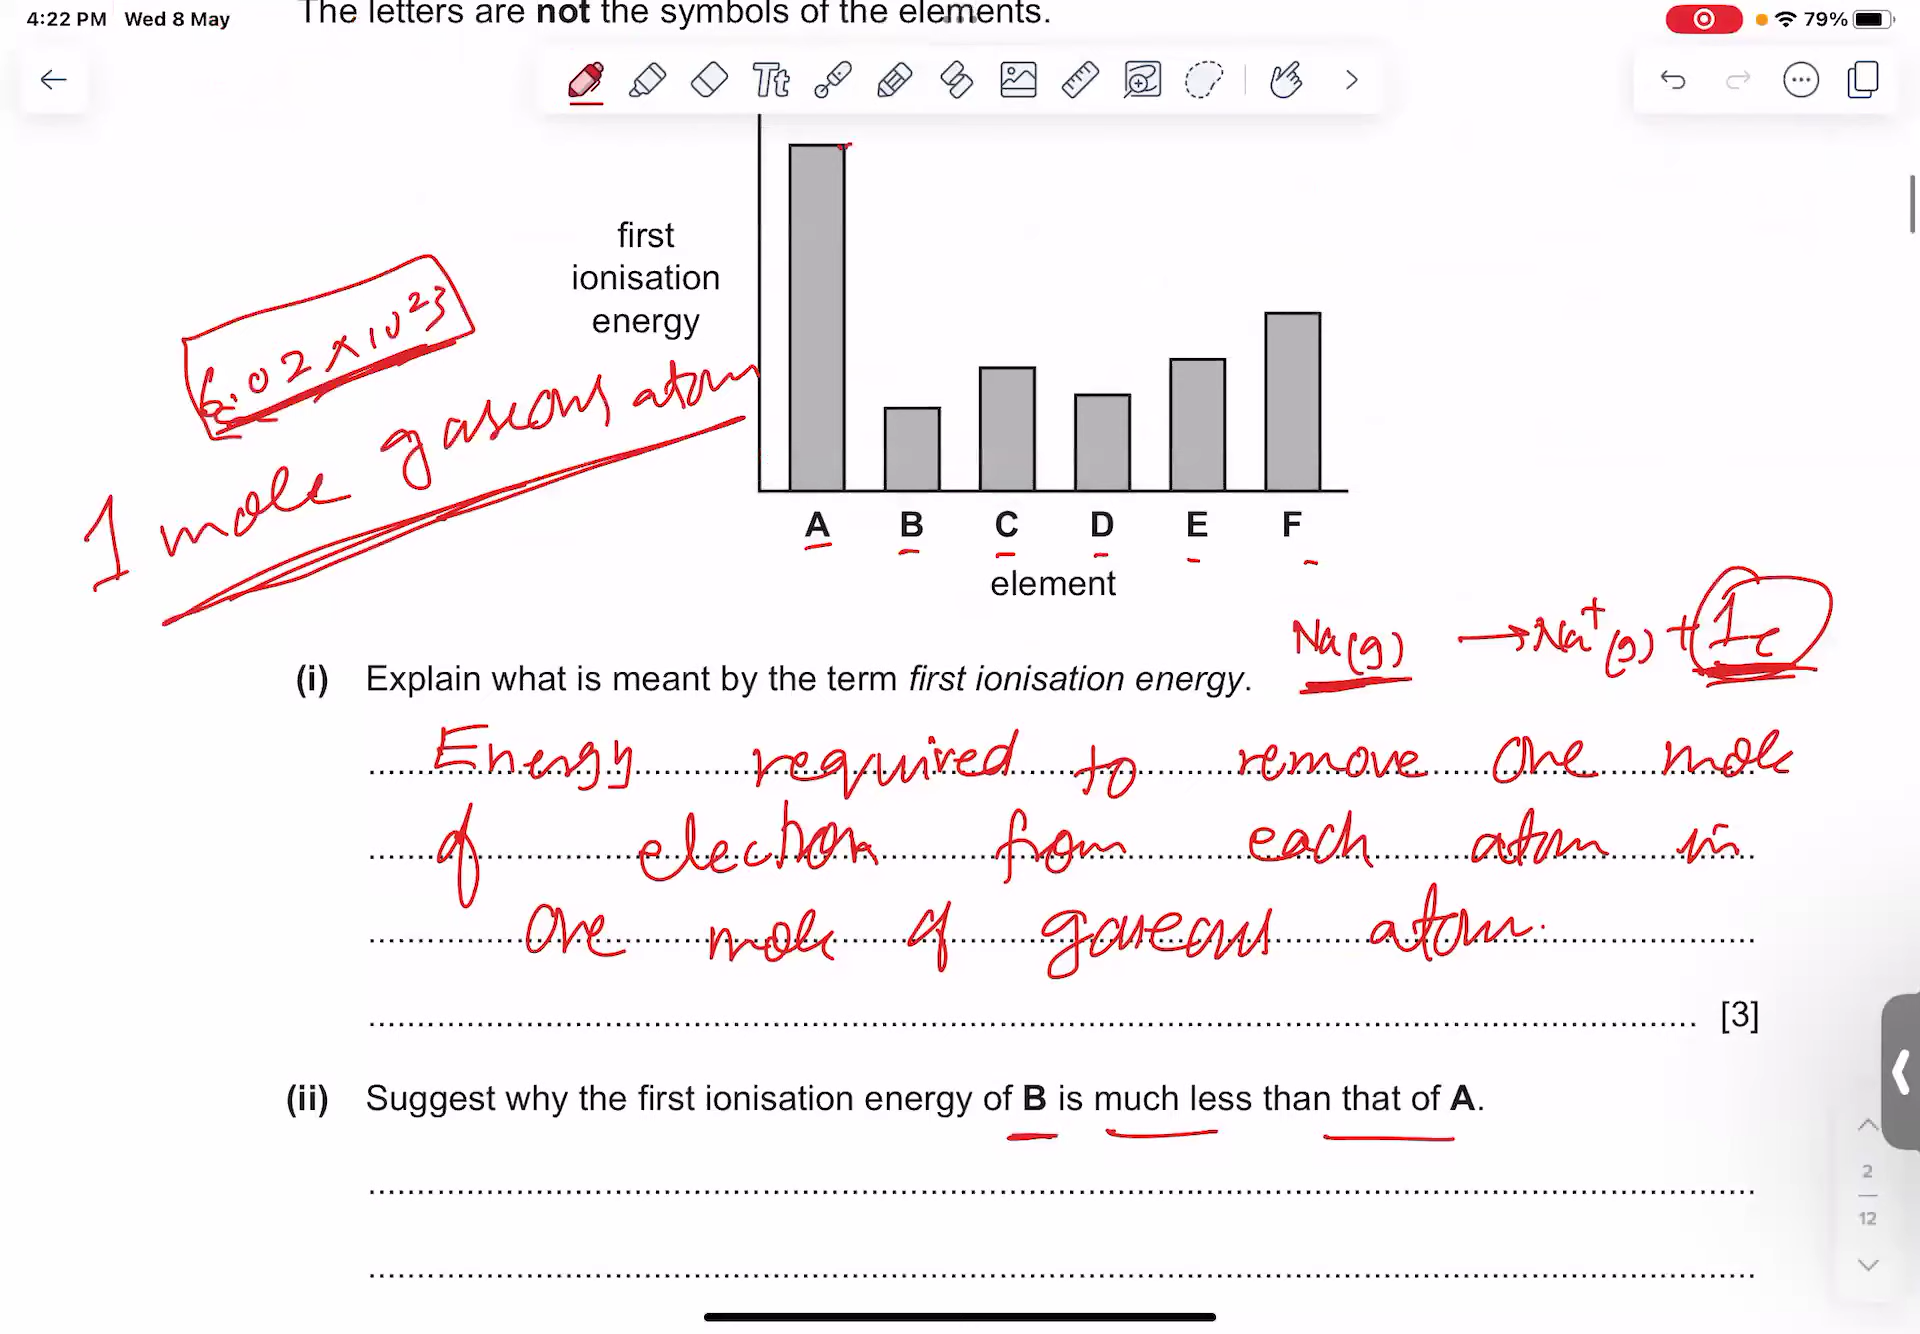 4:22 PM Wed 8 May
79%
The letters are not the symbols of the elements.
Tt
first
ionisation
energy
6.02 x 10²³
1 mole gaseous atom
A B C D E F
element
Na(g) → Na⁺(g) + 1e
(i) Explain what is meant by the term first ionisation energy.
Energy required to remove one mole
of electron from each atom in
one mole of gaseous atom.
[3]
(ii) Suggest why the first ionisation energy of B is much less than that of A.
2
12